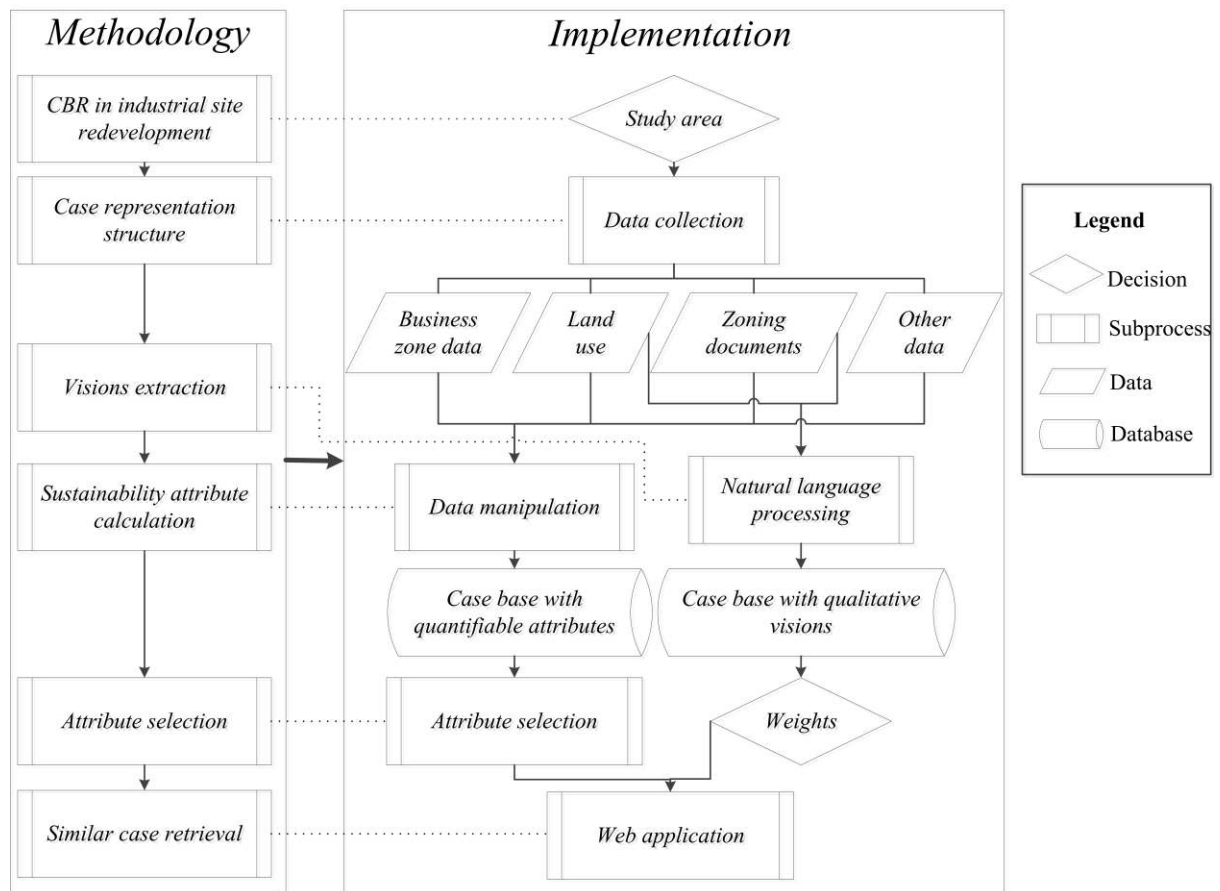 Methodology
CBR in industrial site
redevelopment
Case representation
structure
Visions extraction
Sustainability attribute
calculation
Attribute selection
Similar case retrieval
Implementation
Study area
Data collection
Business
zone data
Land
use
Zoning
documents
Other
data
Data manipulation
Natural language
processing
Case base with
quantifiable attributes
Case base with qualitative
visions
Attribute selection
Weights
Web application
Legend
Decision
Subprocess
Data
Database